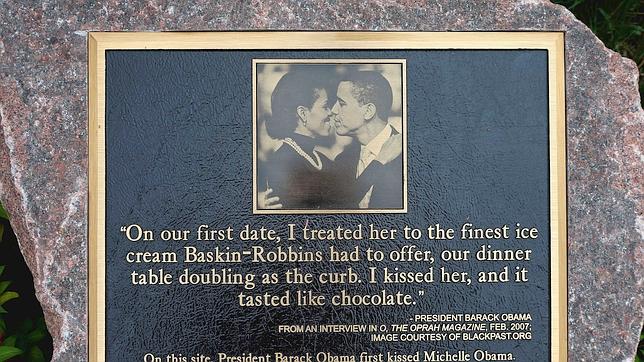 “On our first date, I treated her to the finest ice
cream Baskin-Robbins had to offer, our dinner
table doubling as the curb. I kissed her, and it
tasted like chocolate.”
- PRESIDENT BARACK OBAMA
FROM AN INTERVIEW IN O, THE OPRAH MAGAZINE, FEB. 2007;
IMAGE COURTESY OF BLACKPAST.ORG
On this site, President Barack Obama first kissed Michelle Obama.